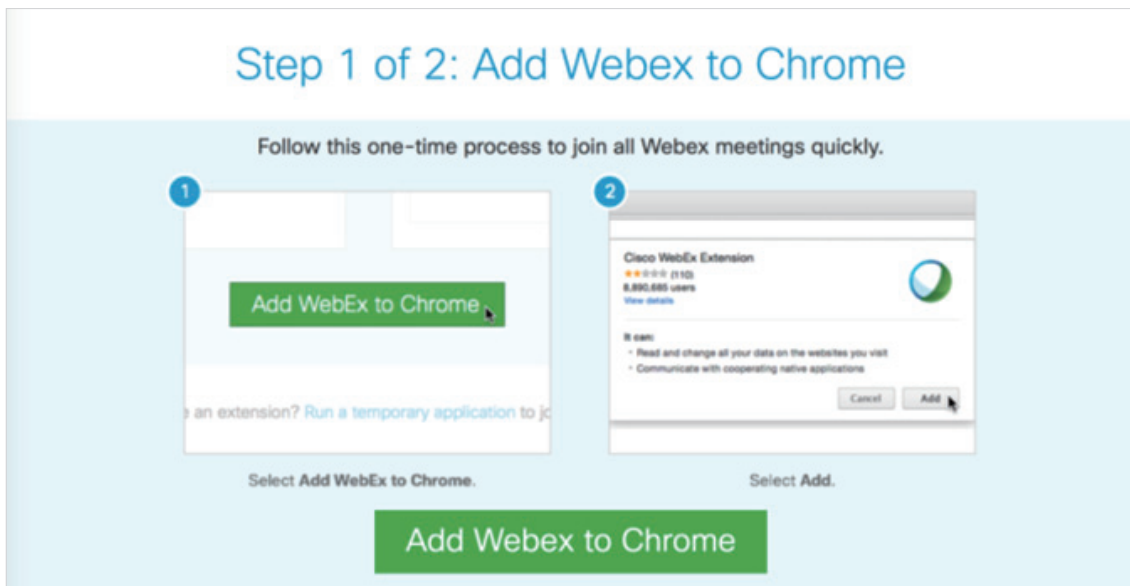 Step 1 of 2: Add Webex to Chrome
Follow this one-time process to join all Webex meetings quickly.
1
Add WebEx to Chrome
an extension? Run a temporary application to jo
Select Add WebEx to Chrome.
2
Cisco WebEx Extension
(110)
8,890,685 users
View details
It can:
• Read and change all your data on the websites you visit
• Communicate with cooperating native applications
Cancel Add
Select Add.
Add Webex to Chrome